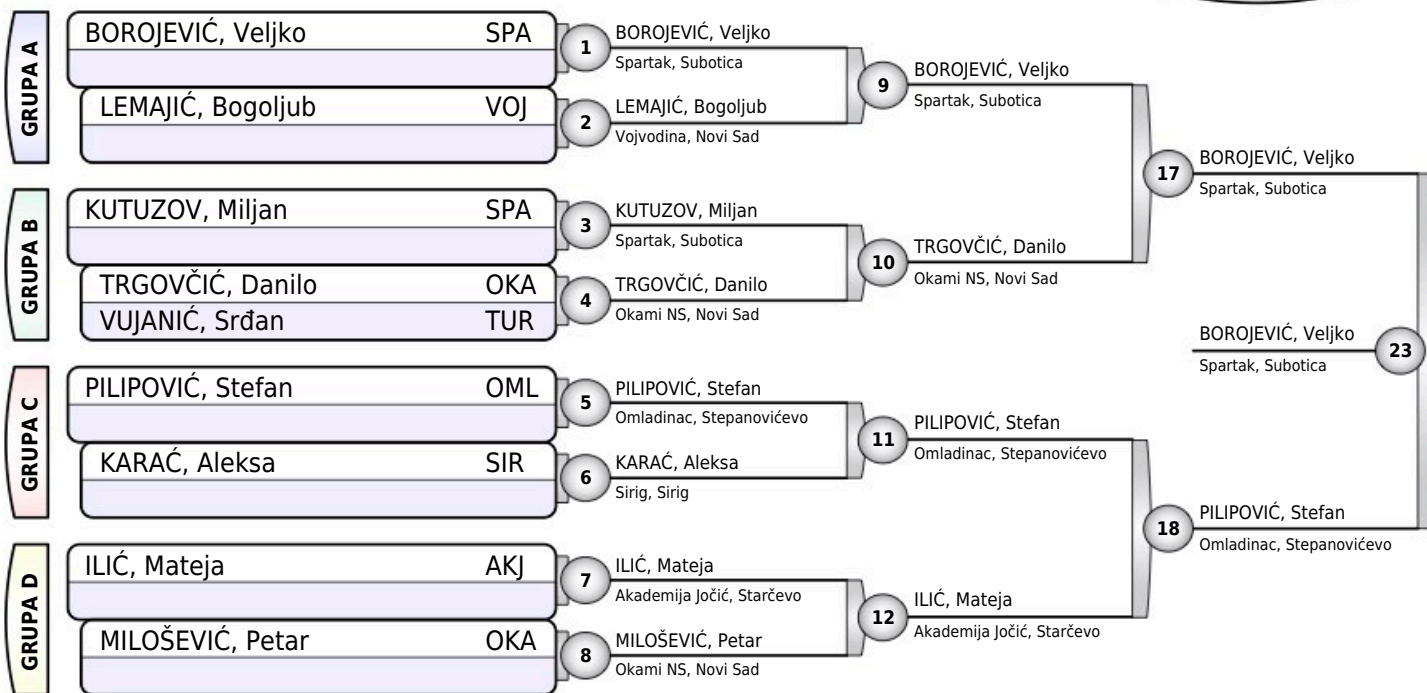 GRUPA A
BOROJEVIĆ, Veljko SPA
LEMAJIĆ, Bogoljub VOJ
GRUPA B
KUTUZOV, Miljan SPA
TRGOVČIĆ, Danilo OKA
VUJANIĆ, Srđan TUR
GRUPA C
PILIPOVIĆ, Stefan OML
KARAĆ, Aleksa SIR
GRUPA D
ILIĆ, Mateja AKJ
MILOŠEVIĆ, Petar OKA
1
BOROJEVIĆ, Veljko
Spartak, Subotica
2
LEMAJIĆ, Bogoljub
Vojvodina, Novi Sad
3
KUTUZOV, Miljan
Spartak, Subotica
4
TRGOVČIĆ, Danilo
Okami NS, Novi Sad
5
PILIPOVIĆ, Stefan
Omladinac, Stepanovićevo
6
KARAĆ, Aleksa
Sirig, Sirig
7
ILIĆ, Mateja
Akademija Jočić, Starčevo
8
MILOŠEVIĆ, Petar
Okami NS, Novi Sad
9
BOROJEVIĆ, Veljko
Spartak, Subotica
10
TRGOVČIĆ, Danilo
Okami NS, Novi Sad
11
PILIPOVIĆ, Stefan
Omladinac, Stepanovićevo
12
ILIĆ, Mateja
Akademija Jočić, Starčevo
17
BOROJEVIĆ, Veljko
Spartak, Subotica
18
PILIPOVIĆ, Stefan
Omladinac, Stepanovićevo
BOROJEVIĆ, Veljko
Spartak, Subotica
23